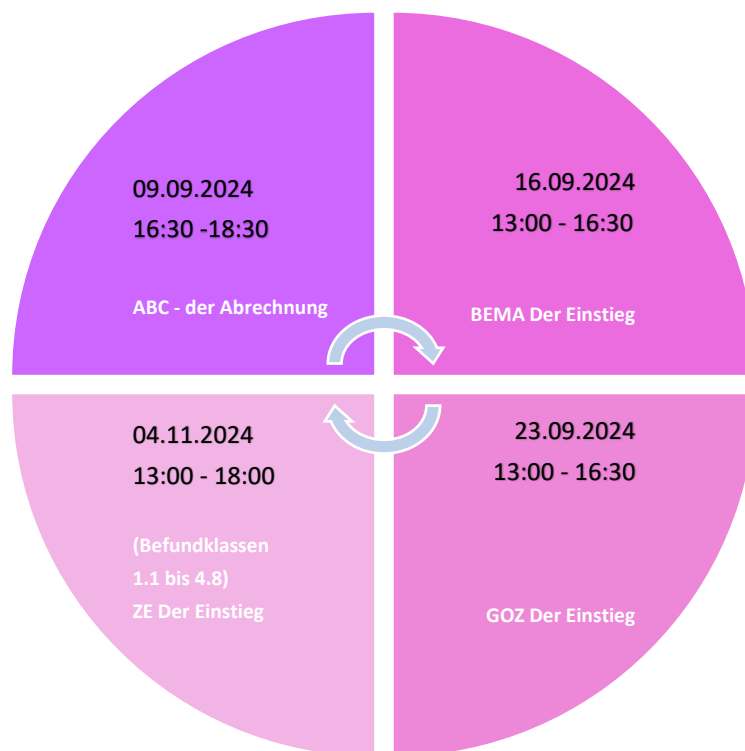 09.09.2024
16:30 -18:30
ABC - der Abrechnung
16.09.2024
13:00 - 16:30
BEMA Der Einstieg
04.11.2024
13:00 - 18:00
(Befundklassen
1.1 bis 4.8)
ZE Der Einstieg
23.09.2024
13:00 - 16:30
GOZ Der Einstieg